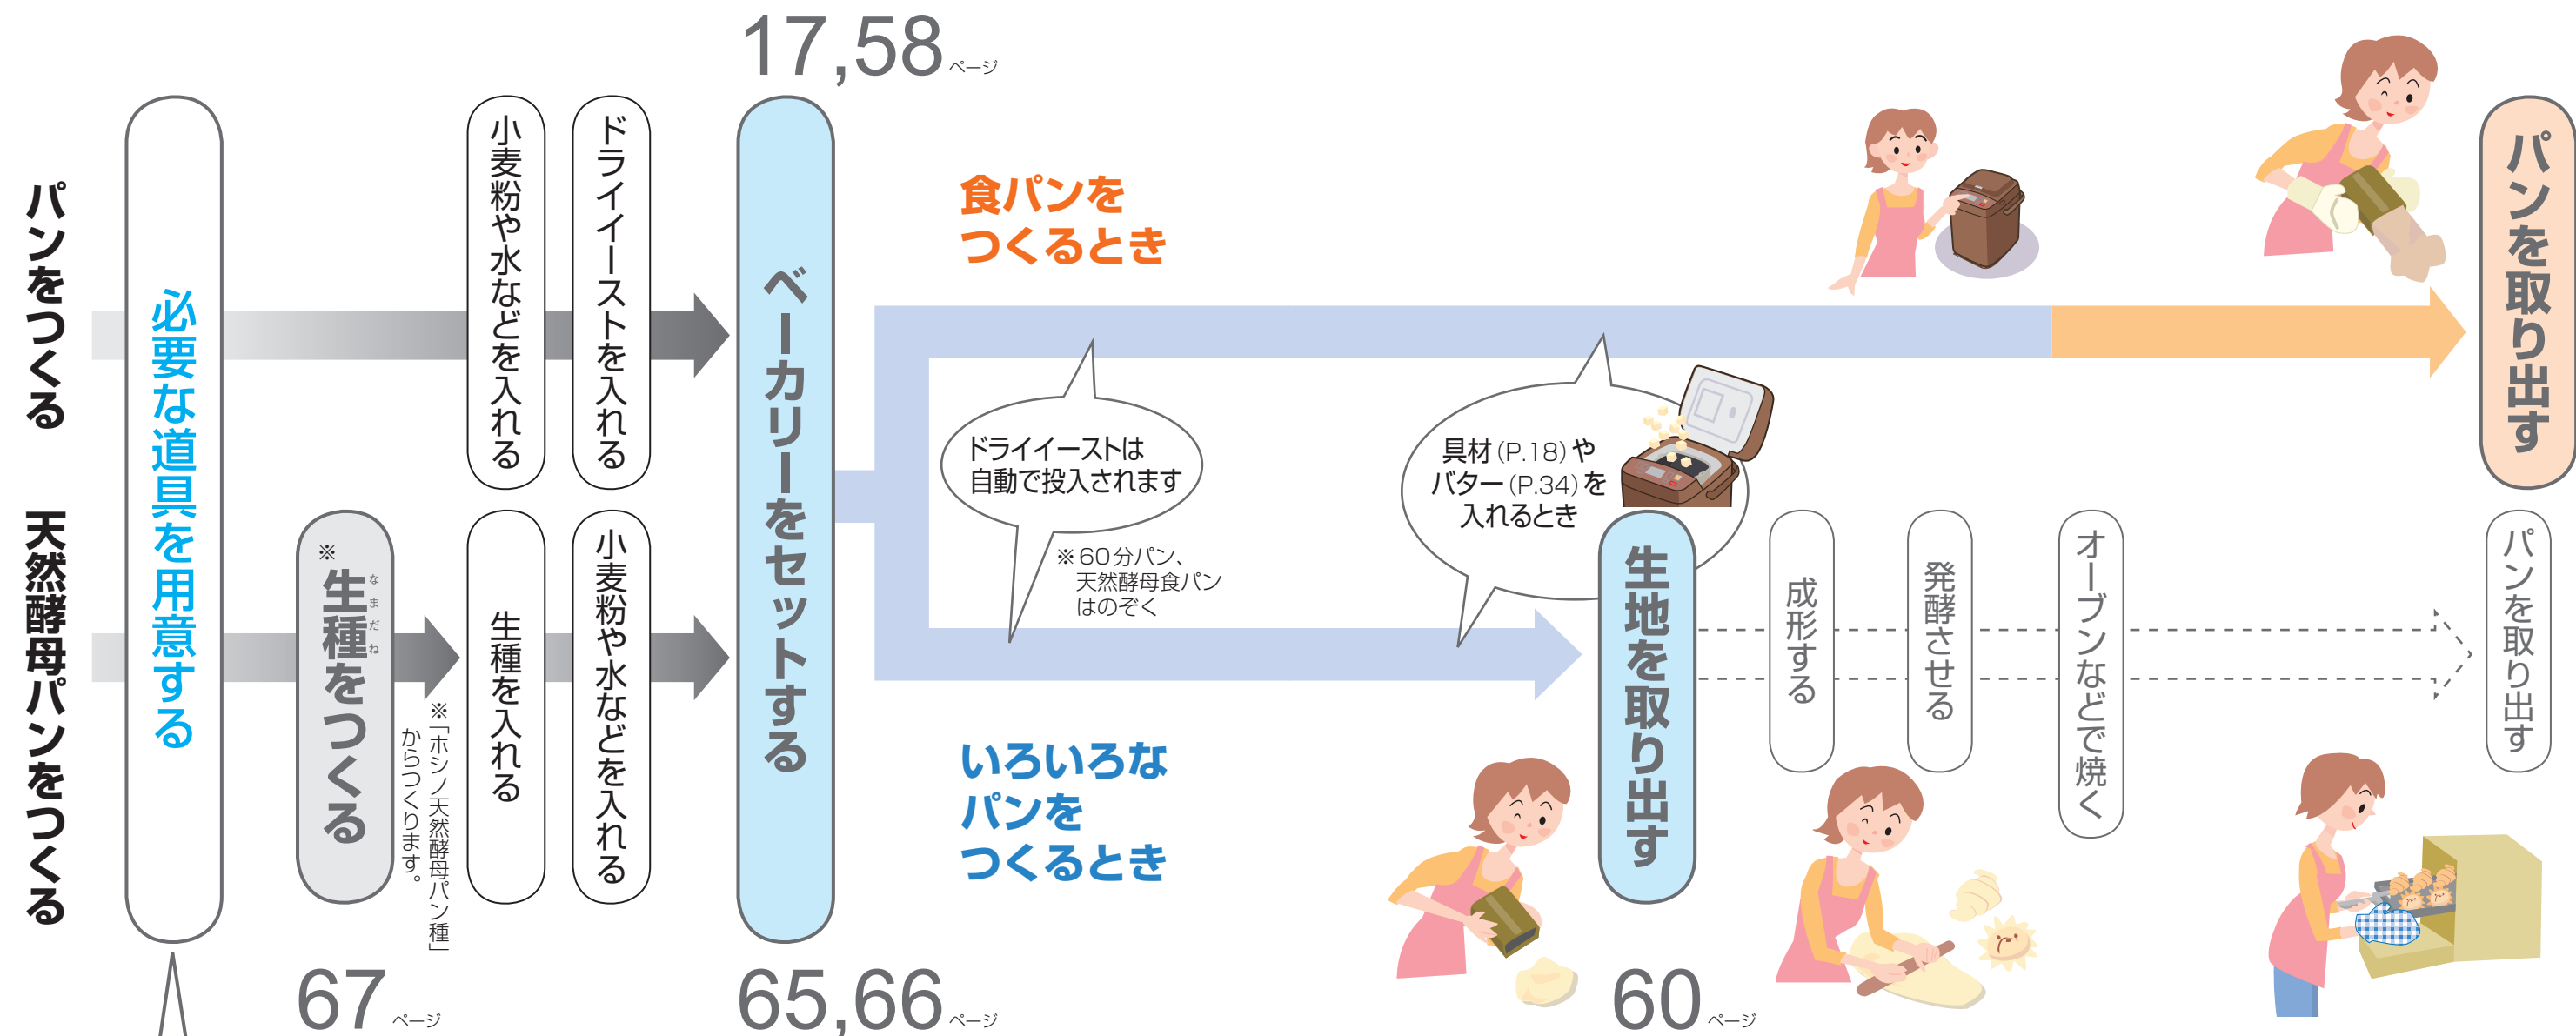 17,58ページ
パンをつくる
天然酵母パンをつくる
必要な道具を用意する
小麦粉や水などを入れる
ドライイーストを入れる
※生種をつくる
なまだね
※「ホシノ天然酵母パン種」
からつくります。
生種を入れる
小麦粉や水などを入れる
ベーカリーをセットする
食パンを
つくるとき
ドライイーストは
自動で投入されます
※60分パン、
天然酵母食パン
はのぞく
具材(P.18)や
バター(P.34)を
入れるとき
パンを取り出す
いろいろな
パンを
つくるとき
生地を取り出す
成形する
発酵させる
オーブンなどで焼く
パンを取り出す
67ページ
65,66ページ
60ページ